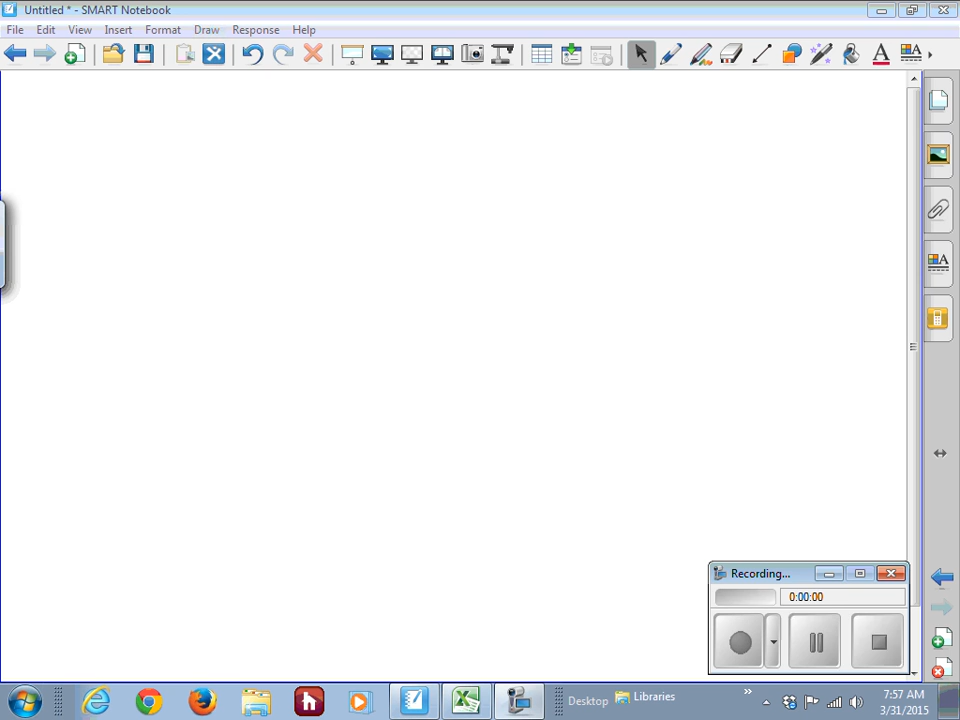 Untitled * - SMART Notebook
File Edit View Insert Format Draw Response Help
Recording...
0:00:00
Desktop Libraries
7:57 AM
3/31/2015